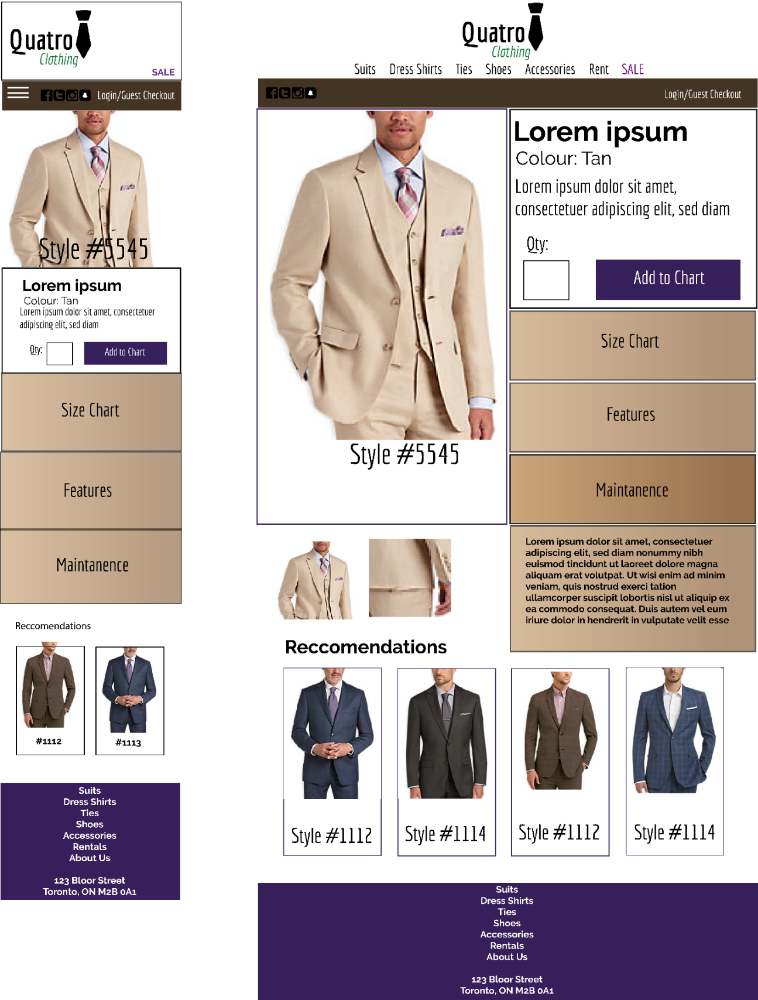 Quatro
Clothing
SALE
Login/Guest Checkout
Style #5545
Lorem ipsum
Colour: Tan
Lorem ipsum dolor sit amet, consectetuer
adipiscing elit, sed diam
Qty:
Add to Chart
Size Chart
Features
Maintanence
Reccomendations
#1112
#1113
Suits
Dress Shirts
Ties
Shoes
Accessories
Rentals
About Us
123 Bloor Street
Toronto, ON M2B 0A1
Quatro
Clothing
Suits Dress Shirts Ties Shoes Accessories Rent SALE
Login/Guest Checkout
Style #5545
Lorem ipsum
Colour: Tan
Lorem ipsum dolor sit amet,
consectetuer adipiscing elit, sed diam
Qty:
Add to Chart
Size Chart
Features
Maintanence
Lorem ipsum dolor sit amet, consectetuer
adipiscing elit, sed diam nonummy nibh
euismod tincidunt ut laoreet dolore magna
aliquam erat volutpat. Ut wisi enim ad minim
veniam, quis nostrud exerci tation
ullamcorper suscipit lobortis nisl ut aliquip ex
ea commodo consequat. Duis autem vel eum
iriure dolor in hendrerit in vulputate velit esse
Reccomendations
Style #1112
Style #1114
Style #1112
Style #1114
Suits
Dress Shirts
Ties
Shoes
Accessories
Rentals
About Us
123 Bloor Street
Toronto, ON M2B 0A1